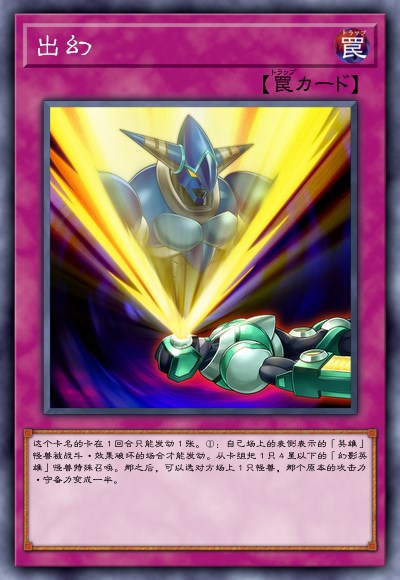 出幻
トラップ
罠
トラップ
【罠カード】
这个卡名的卡在1回合只能发动1张。①:自己场上的表侧表示的「英雄」
怪兽被战斗·效果破坏的场合才能发动。从卡组把1只4星以下的「幻影英
雄」怪兽特殊召唤。那之后,可以选对方场上1只怪兽,那个原本的攻击力
·守备力变成一半。